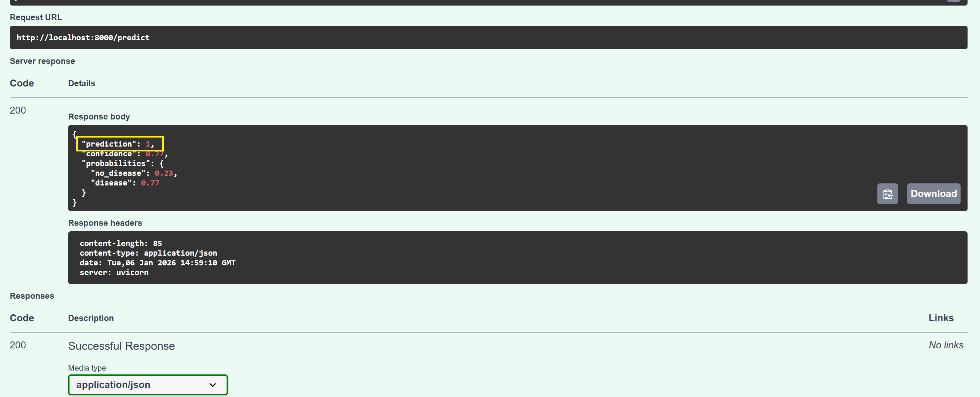 Request URL
http://localhost:8000/predict
Server response
Code Details
200
Response body
{
"prediction": 1,
"confidence": 0.77,
"probabilities": {
"no_disease": 0.23,
"disease": 0.77
}
}
Download
Response headers
content-length: 85
content-type: application/json
date: Tue,06 Jan 2026 14:59:10 GMT
server: uvicorn
Responses
Code Description Links
200 Successful Response No links
Media type
application/json